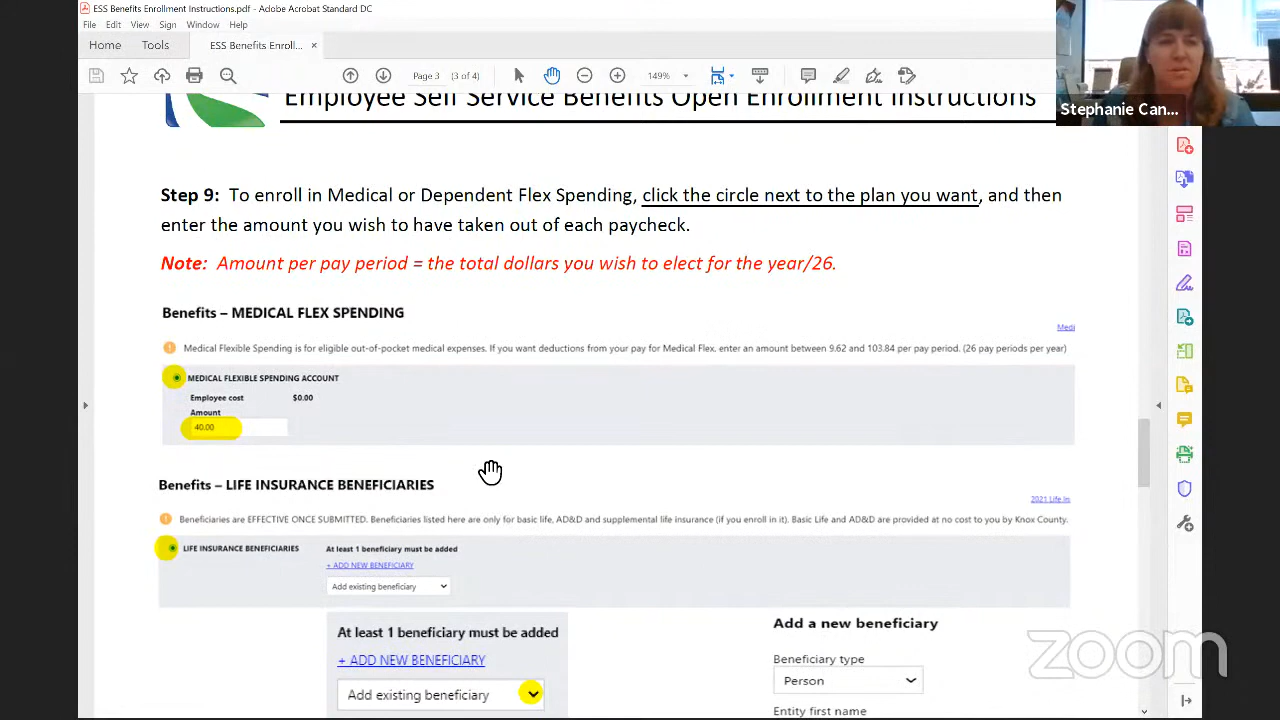 ESS Benefits Enrollment Instructions.pdf - Adobe Acrobat Standard DC
File Edit View Sign Window Help
Home Tools ESS Benefits Enroll... ×
Page 3 (3 of 4) 149%
Stephanie Can...
Employee Self Service Benefits Open Enrollment Instructions
Step 9: To enroll in Medical or Dependent Flex Spending, click the circle next to the plan you want, and then
enter the amount you wish to have taken out of each paycheck.
Note: Amount per pay period = the total dollars you wish to elect for the year/26.
Benefits – MEDICAL FLEX SPENDING
Medi
Medical Flexible Spending is for eligible out-of-pocket medical expenses. If you want deductions from your pay for Medical Flex, enter an amount between 9.62 and 103.84 per pay period. (26 pay periods per year)
MEDICAL FLEXIBLE SPENDING ACCOUNT
Employee cost $0.00
Amount
40.00
Benefits – LIFE INSURANCE BENEFICIARIES
2021 Life In
Beneficiaries are EFFECTIVE ONCE SUBMITTED. Beneficiaries listed here are only for basic life, AD&D and supplemental life insurance (if you enroll in it). Basic Life and AD&D are provided at no cost to you by Knox County.
LIFE INSURANCE BENEFICIARIES At least 1 beneficiary must be added
+ ADD NEW BENEFICIARY
Add existing beneficiary
At least 1 beneficiary must be added
+ ADD NEW BENEFICIARY
Add existing beneficiary
Add a new beneficiary
Beneficiary type
Person
Entity first name
zoom